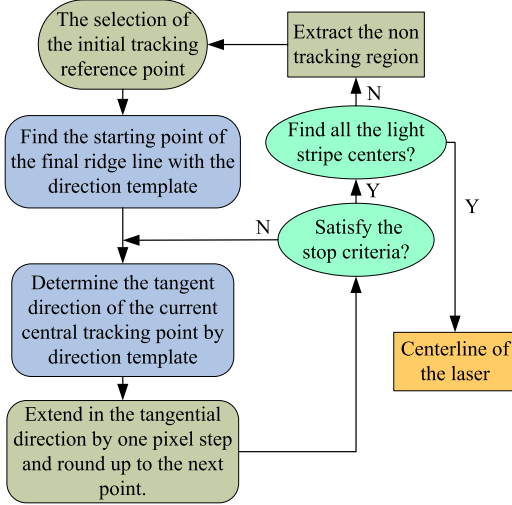 The selection of
the initial tracking
reference point
Extract the non
tracking region
N
Find the starting point of
the final ridge line with the
direction template
Find all the light
stripe centers?
Y
Y
N
Satisfy the
stop criteria?
Determine the tangent
direction of the current
central tracking point by
direction template
Centerline of
the laser
Extend in the tangential
direction by one pixel step
and round up to the next
point.